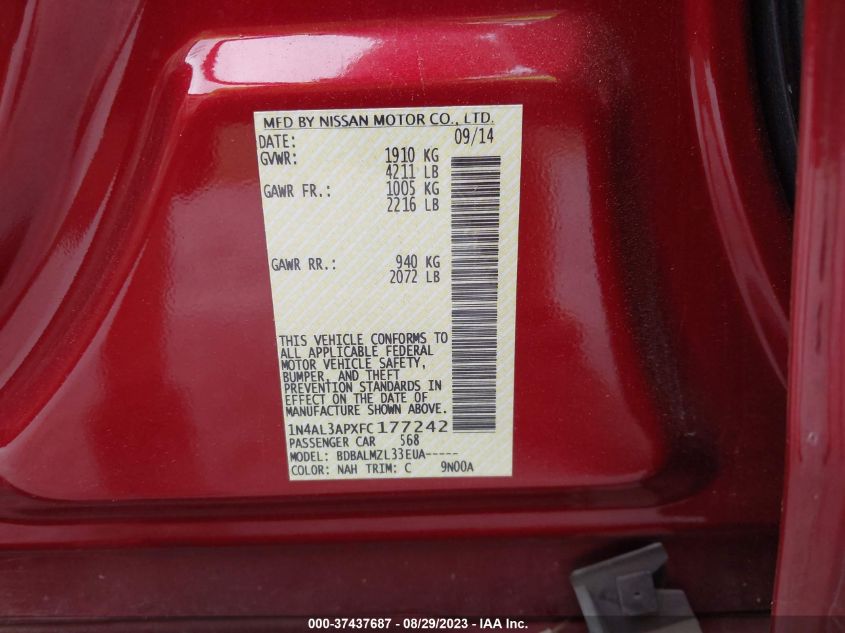 MFD BY NISSAN MOTOR CO., LTD.
DATE: 09/14
GVWR: 1910 KG
4211 LB
GAWR FR.: 1005 KG
2216 LB
GAWR RR.: 940 KG
2072 LB
THIS VEHICLE CONFORMS TO
ALL APPLICABLE FEDERAL
MOTOR VEHICLE SAFETY,
BUMPER, AND THEFT
PREVENTION STANDARDS IN
EFFECT ON THE DATE OF
MANUFACTURE SHOWN ABOVE.
1N4AL3APXFC177242
PASSENGER CAR 568
MODEL: BDBALMZL33EUA-----
COLOR: NAH TRIM: C 9N00A
000-37437687 - 08/29/2023 - IAA Inc.